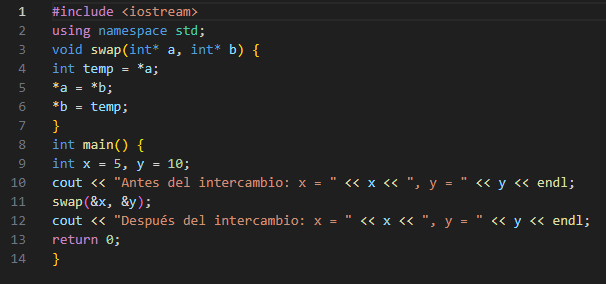 1 #include <iostream>
2 using namespace std;
3 void swap(int* a, int* b) {
4 int temp = *a;
5 *a = *b;
6 *b = temp;
7 }
8 int main() {
9 int x = 5, y = 10;
10 cout << "Antes del intercambio: x = " << x << ", y = " << y << endl;
11 swap(&x, &y);
12 cout << "Después del intercambio: x = " << x << ", y = " << y << endl;
13 return 0;
14 }